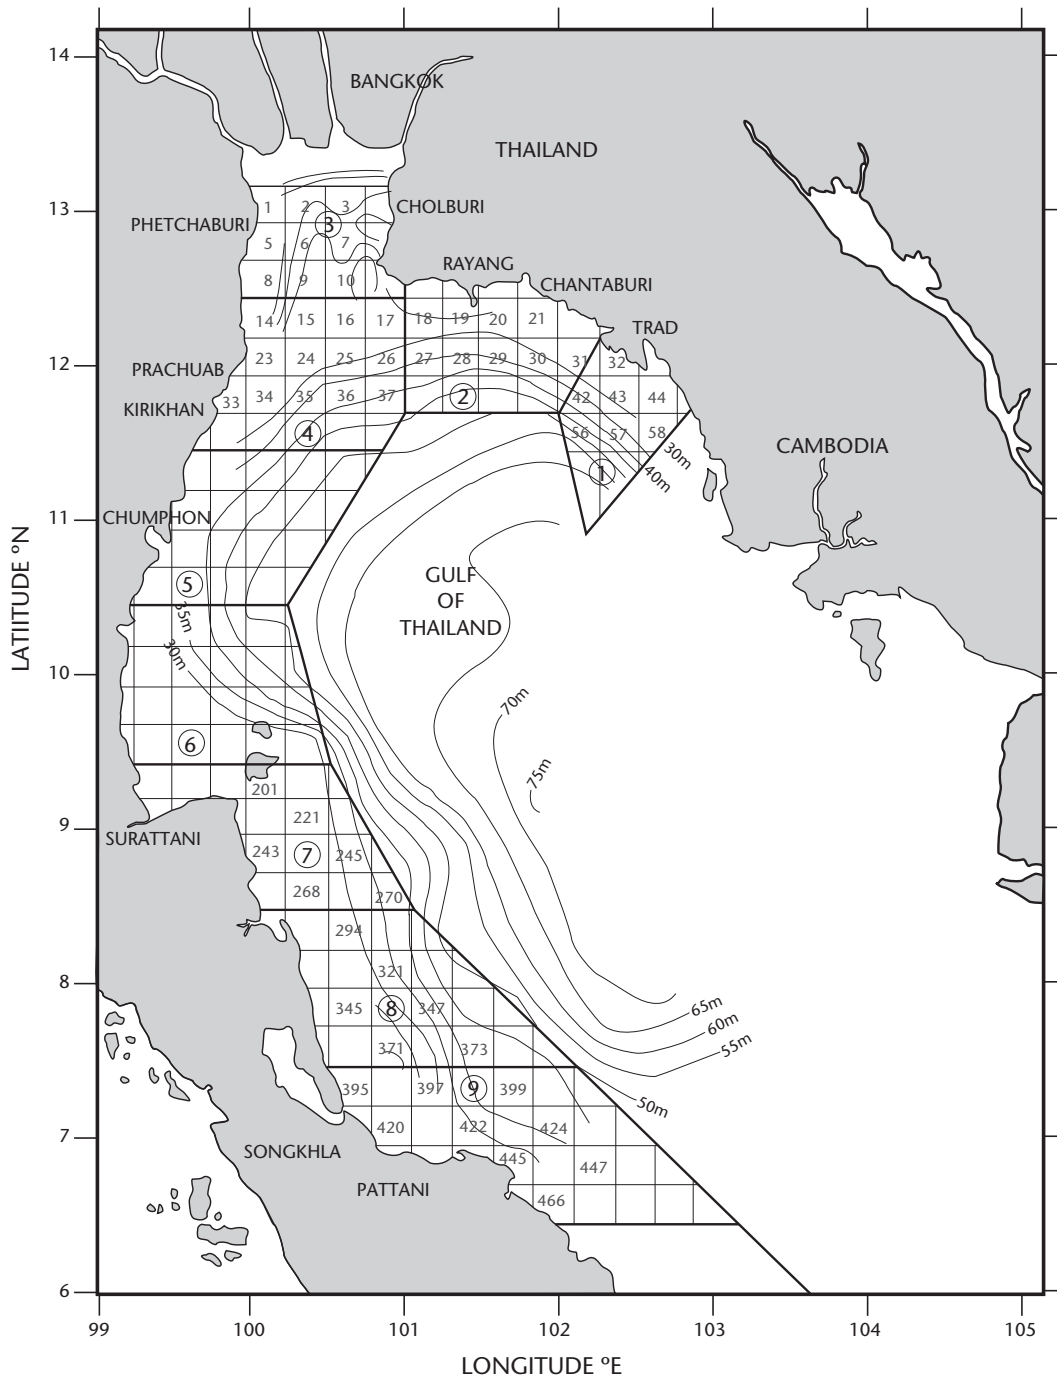 14
BANGKOK
THAILAND
13
1
2
3
CHOLBURI
PHETCHABURI
3
5
6
7
RAYANG
8
9
10
CHANTABURI
14
15
16
17
18
19
20
21
TRAD
12
PRACHUAB
23
24
25
26
27
28
29
30
31
32
KIRIKHAN
33
34
35
36
37
2
42
43
44
4
56
57
58
CAMBODIA
30m
1
40m
11
CHUMPHON
5
GULF
OF
THAILAND
35m
30m
10
70m
6
75m
201
9
SURATTANI
221
243
7
245
268
270
294
8
321
345
8
347
65m
60m
371
373
55m
395
397
9
399
50m
7
420
422
424
SONGKHLA
445
447
PATTANI
466
6
99
100
101
102
103
104
105
LATIITUDE ºN
LONGITUDE ºE